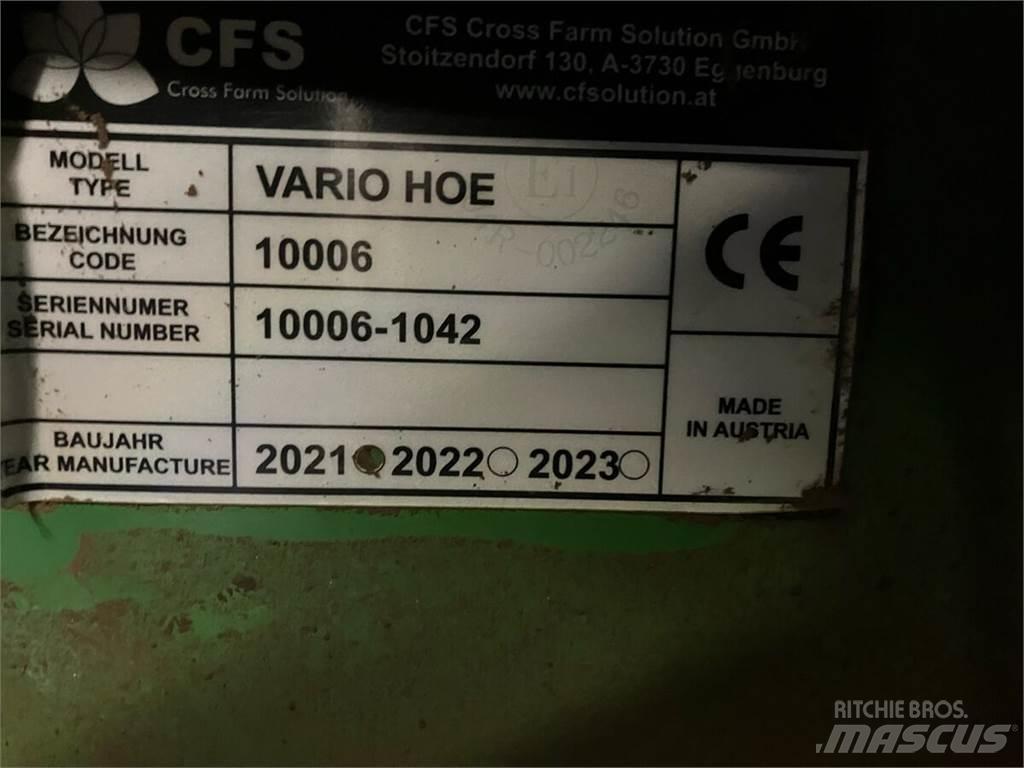 CFS
Cross Farm Solution
CFS Cross Farm Solution GmbH
Stoitzendorf 130, A-3730 Eggenburg
www.cfsolution.at
MODELL
TYPE
VARIO HOE
BEZEICHNUNG
CODE
10006
SERIENNUMER
SERIAL NUMBER
10006-1042
BAUJAHR
YEAR MANUFACTURE
2021 2022 2023
CE
MADE
IN AUSTRIA
E1
RITCHIE BROS.
MASCUS